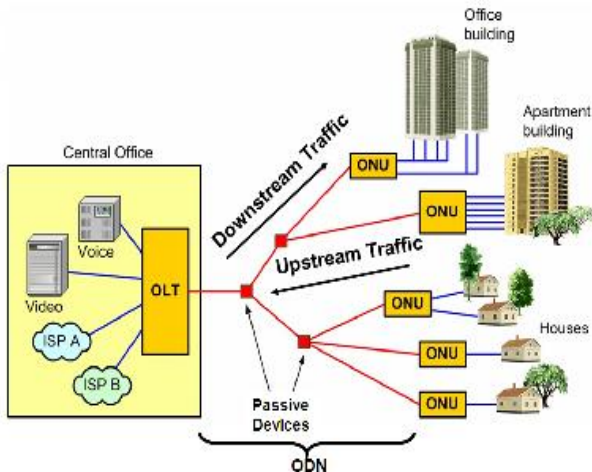 Office
building
Apartment
building
Central Office
Downstream Traffic
ONU
Voice
ONU
Upstream Traffic
OLT
Video
ONU
Houses
ISP A
ONU
ISP B
Passive
Devices
ONU
ODN